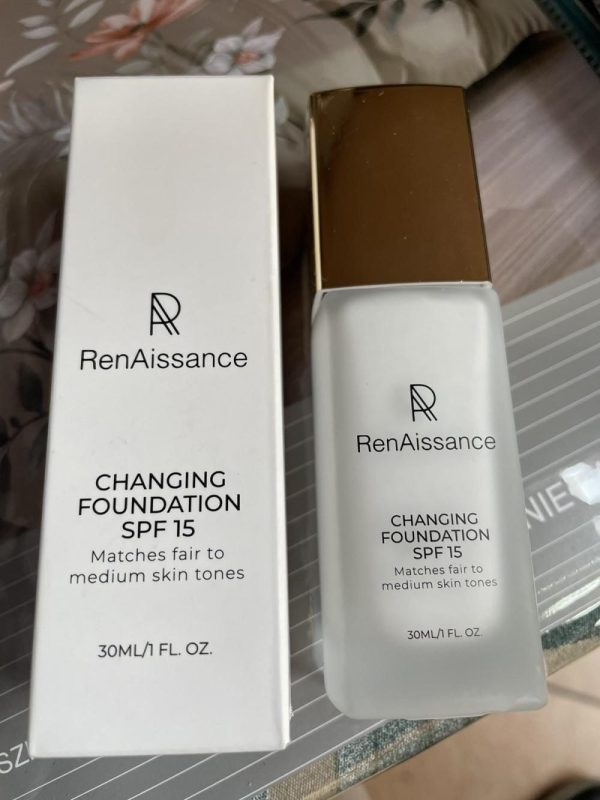 RenAissance
CHANGING
FOUNDATION
SPF 15
Matches fair to
medium skin tones
30ML/1 FL. OZ.
RenAissance
CHANGING
FOUNDATION
SPF 15
Matches fair to
medium skin tones
30ML/1 FL. OZ.